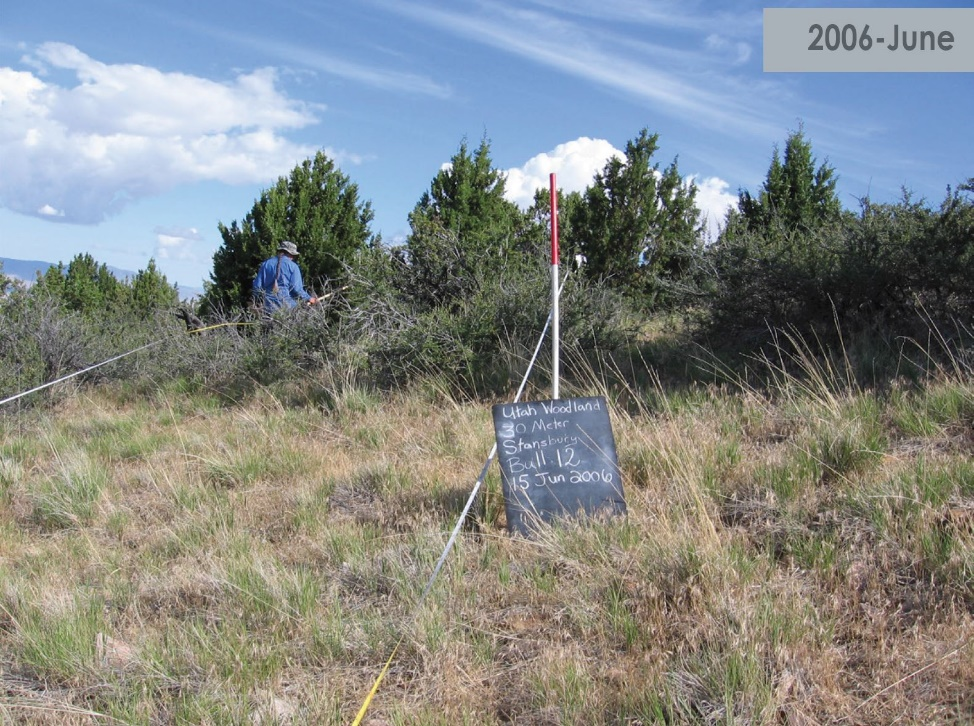 2006-June
Utah Woodland
30 Meter
Stansbury
Bull 12
15 Jun 2006